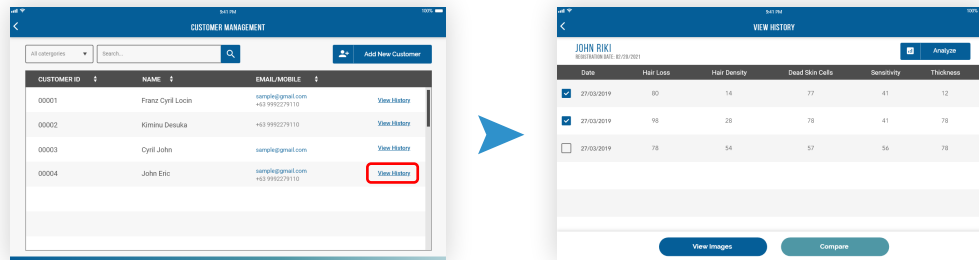 9:41 PM 100%
CUSTOMER MANAGEMENT
All catergories Search... Add New Customer
CUSTOMER ID NAME EMAIL/MOBILE
00001 Franz Cyril Locin sample@gmail.com View History
+63 9992279110
00002 Kiminu Desuka +63 9992279110 View History
00003 Cyril John sample@gmail.com View History
00004 John Eric sample@gmail.com View History
+63 9992279110
9:41 PM 100%
VIEW HISTORY
JOHN RIKI
REGISTRATION DATE: 02/20/2021
Analyze
Date Hair Loss Hair Density Dead Skin Cells Sensitivity Thickness
27/03/2019 80 14 77 41 12
27/03/2019 98 28 78 41 78
27/03/2019 78 54 57 56 78
View Images Compare